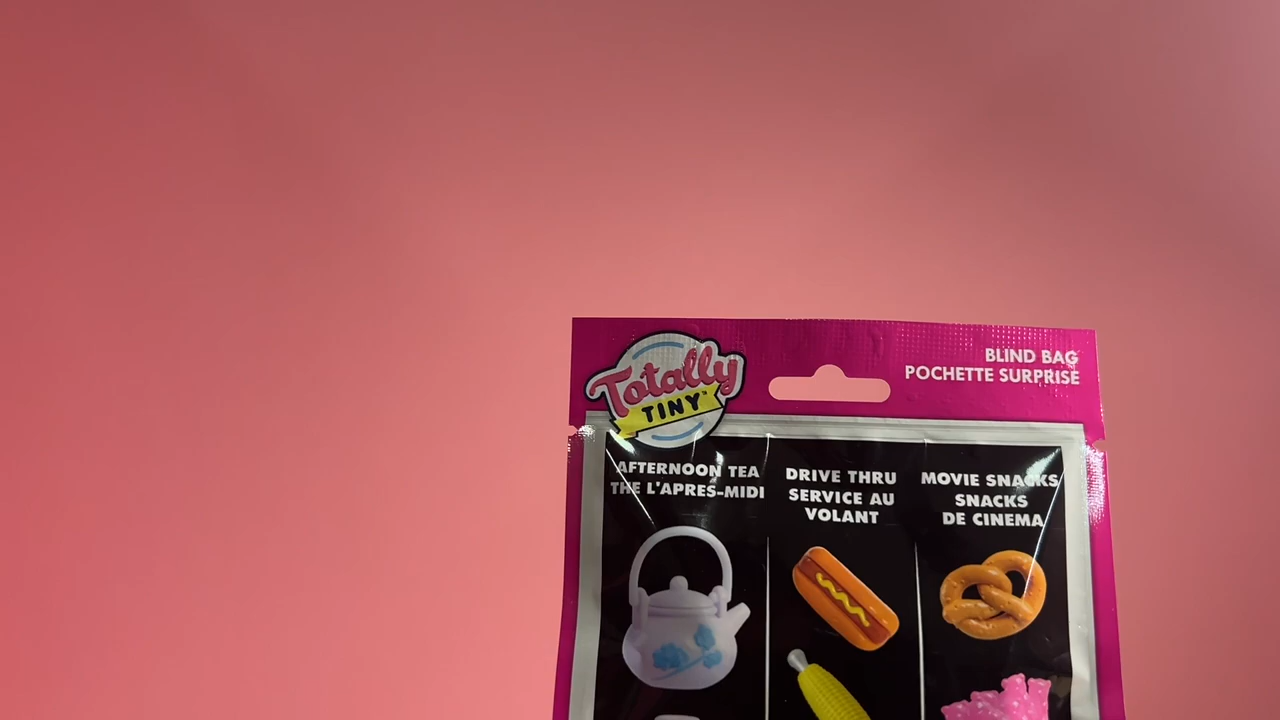 Totally
TINY™
BLIND BAG
POCHETTE SURPRISE
AFTERNOON TEA
THE L'APRES-MIDI
DRIVE THRU
SERVICE AU
VOLANT
MOVIE SNACKS
SNACKS
DE CINEMA